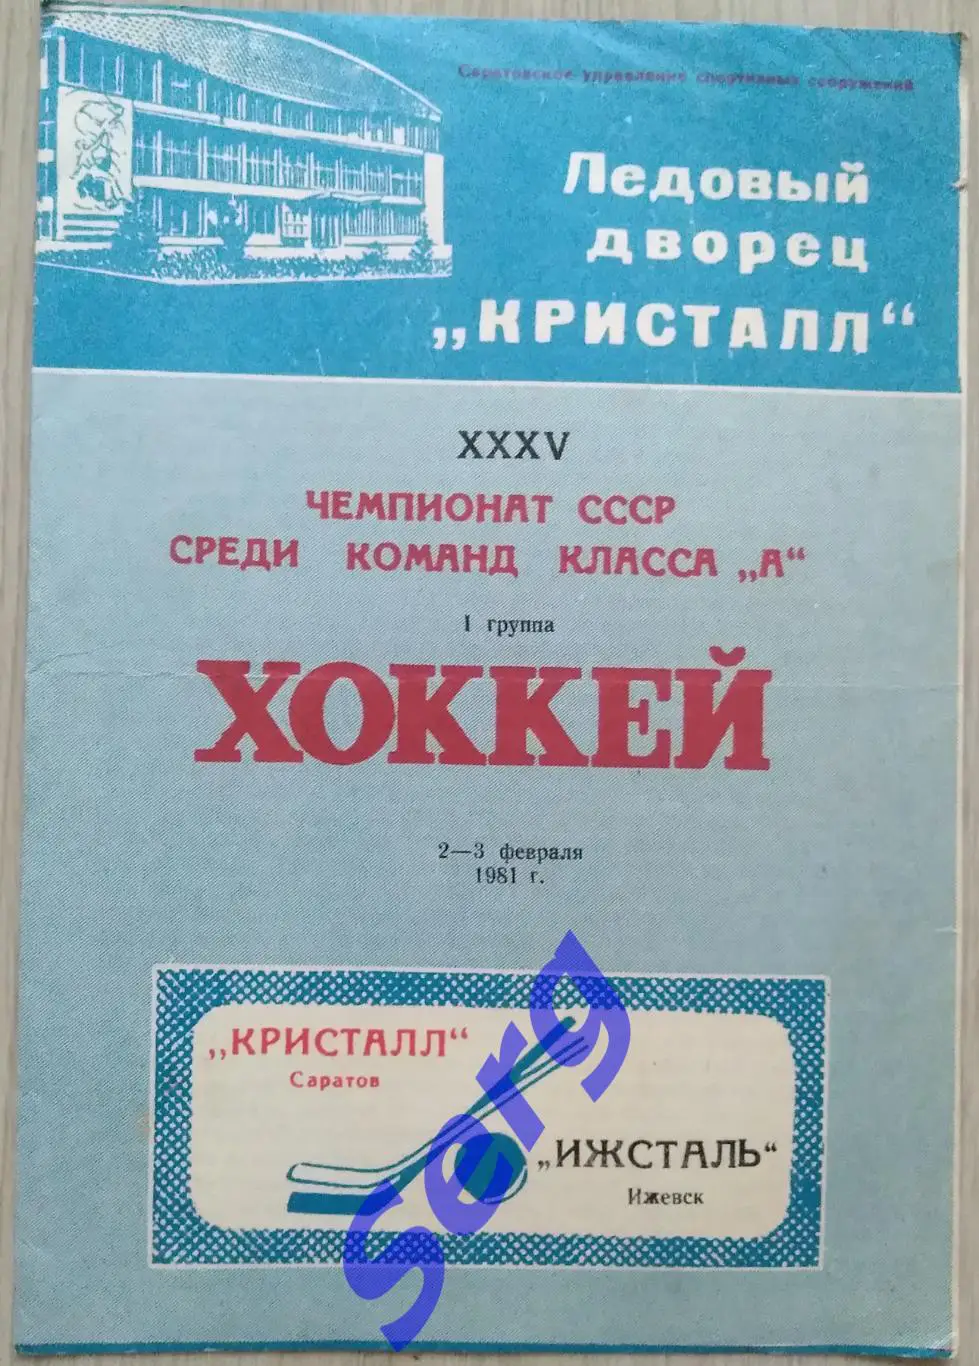 Саратовское управление спортивных сооружений
Ледовый
дворец
„КРИСТАЛЛ“
XXXV
ЧЕМПИОНАТ СССР
СРЕДИ КОМАНД КЛАССА „А“
I группа
ХОККЕЙ
2—3 февраля
1981 г.
„КРИСТАЛЛ“
Саратов
„ИЖСТАЛЬ“
Ижевск
Serg